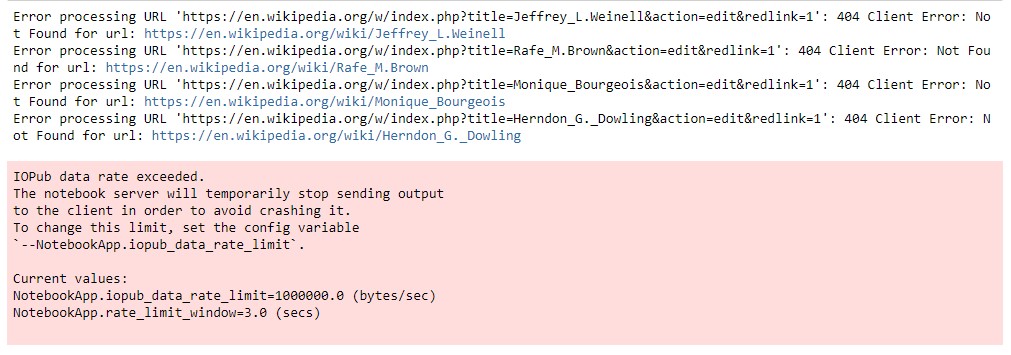 Error processing URL 'https://en.wikipedia.org/w/index.php?title=Jeffrey_L.Weinell&action=edit&redlink=1': 404 Client Error: No
t Found for url: https://en.wikipedia.org/wiki/Jeffrey_L.Weinell
Error processing URL 'https://en.wikipedia.org/w/index.php?title=Rafe_M.Brown&action=edit&redlink=1': 404 Client Error: Not Fou
nd for url: https://en.wikipedia.org/wiki/Rafe_M.Brown
Error processing URL 'https://en.wikipedia.org/w/index.php?title=Monique_Bourgeois&action=edit&redlink=1': 404 Client Error: No
t Found for url: https://en.wikipedia.org/wiki/Monique_Bourgeois
Error processing URL 'https://en.wikipedia.org/w/index.php?title=Herndon_G._Dowling&action=edit&redlink=1': 404 Client Error: N
ot Found for url: https://en.wikipedia.org/wiki/Herndon_G._Dowling
IOPub data rate exceeded.
The notebook server will temporarily stop sending output
to the client in order to avoid crashing it.
To change this limit, set the config variable
`--NotebookApp.iopub_data_rate_limit`.
Current values:
NotebookApp.iopub_data_rate_limit=1000000.0 (bytes/sec)
NotebookApp.rate_limit_window=3.0 (secs)